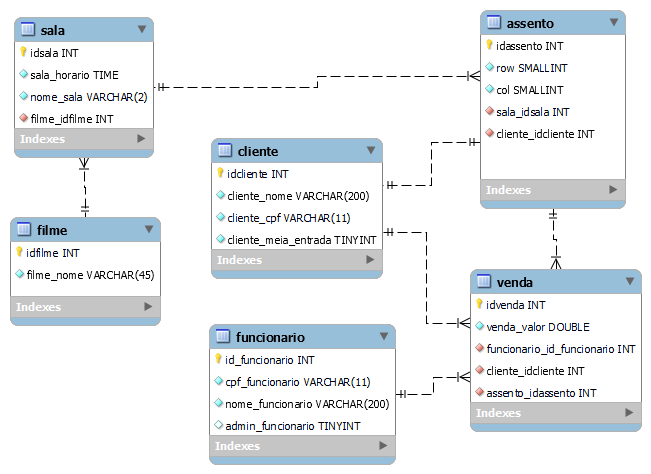 sala
idsala INT
sala_horario TIME
nome_sala VARCHAR(2)
filme_idfilme INT
Indexes
assento
idassento INT
row SMALLINT
col SMALLINT
sala_idsala INT
cliente_idcliente INT
Indexes
cliente
idcliente INT
cliente_nome VARCHAR(200)
cliente_cpf VARCHAR(11)
cliente_meia_entrada TINYINT
Indexes
filme
idfilme INT
filme_nome VARCHAR(45)
Indexes
venda
idvenda INT
venda_valor DOUBLE
funcionario_id_funcionario INT
cliente_idcliente INT
assento_idassento INT
Indexes
funcionario
id_funcionario INT
cpf_funcionario VARCHAR(11)
nome_funcionario VARCHAR(200)
admin_funcionario TINYINT
Indexes